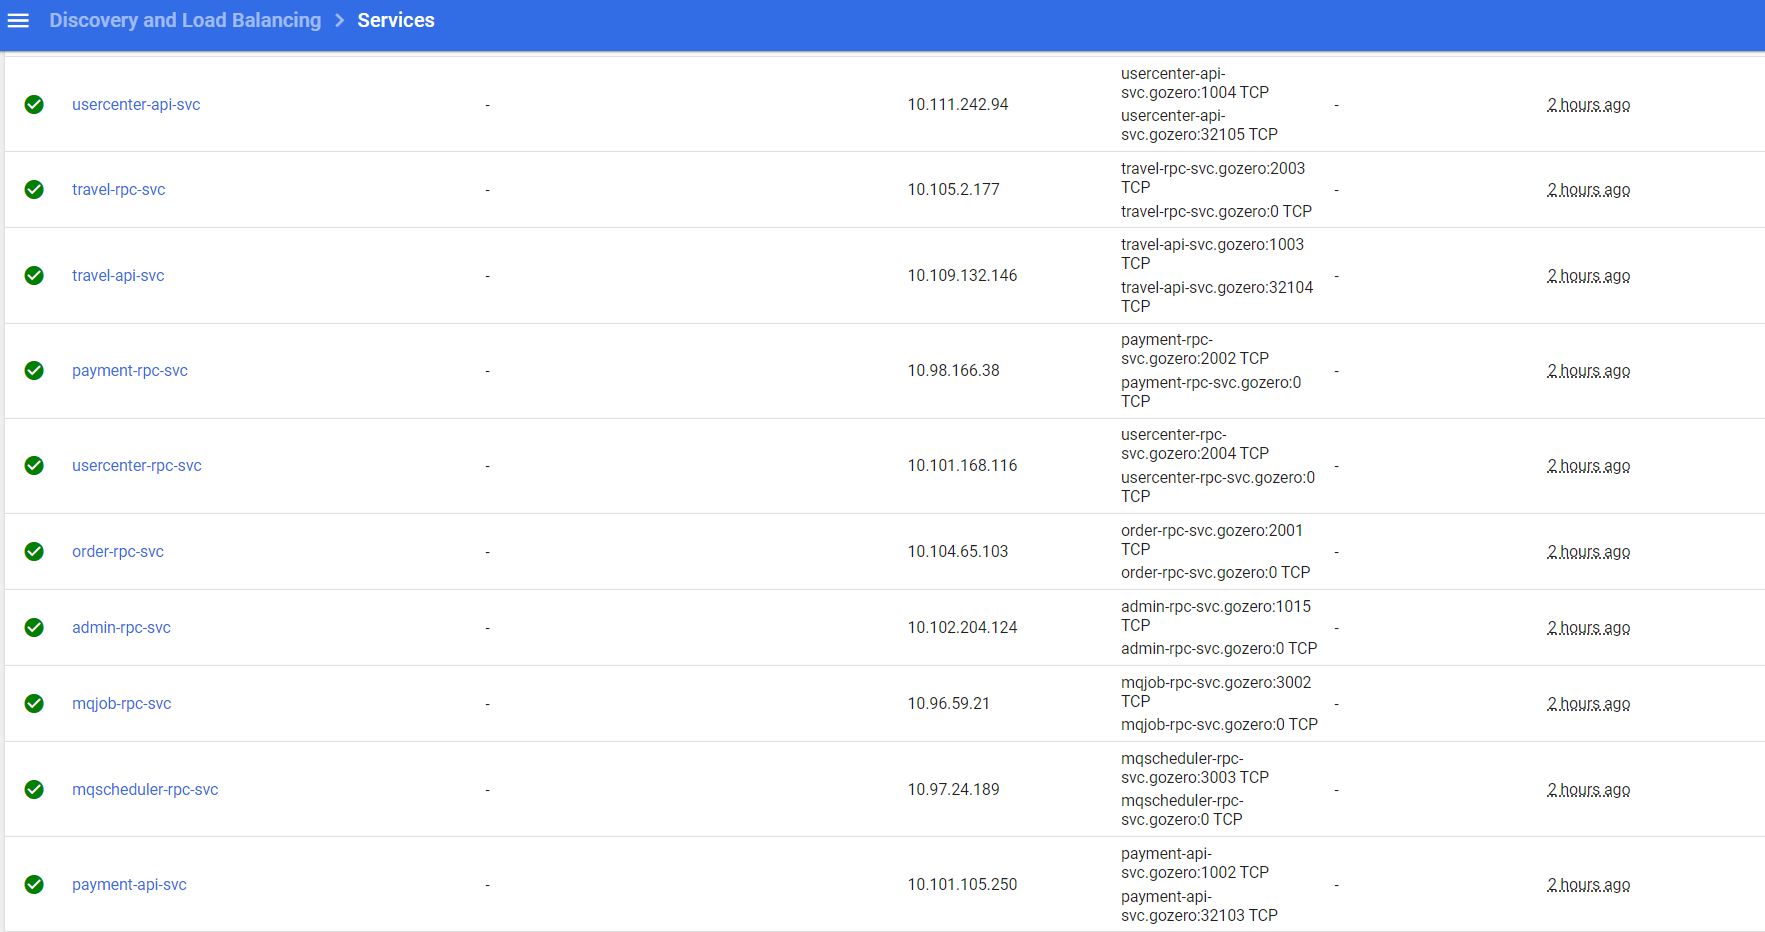 Discovery and Load Balancing > Services
usercenter-api-svc - 10.111.242.94 usercenter-api-
svc.gozero:1004 TCP
usercenter-api-
svc.gozero:32105 TCP - 2 hours ago
travel-rpc-svc - 10.105.2.177 travel-rpc-svc.gozero:2003
TCP
travel-rpc-svc.gozero:0 TCP - 2 hours ago
travel-api-svc - 10.109.132.146 travel-api-svc.gozero:1003
TCP
travel-api-svc.gozero:32104
TCP - 2 hours ago
payment-rpc-svc - 10.98.166.38 payment-rpc-
svc.gozero:2002 TCP
payment-rpc-svc.gozero:0
TCP - 2 hours ago
usercenter-rpc-svc - 10.101.168.116 usercenter-rpc-
svc.gozero:2004 TCP
usercenter-rpc-svc.gozero:0
TCP - 2 hours ago
order-rpc-svc - 10.104.65.103 order-rpc-svc.gozero:2001
TCP
order-rpc-svc.gozero:0 TCP - 2 hours ago
admin-rpc-svc - 10.102.204.124 admin-rpc-svc.gozero:1015
TCP
admin-rpc-svc.gozero:0 TCP - 2 hours ago
mqjob-rpc-svc - 10.96.59.21 mqjob-rpc-svc.gozero:3002
TCP
mqjob-rpc-svc.gozero:0 TCP - 2 hours ago
mqscheduler-rpc-svc - 10.97.24.189 mqscheduler-rpc-
svc.gozero:3003 TCP
mqscheduler-rpc-
svc.gozero:0 TCP - 2 hours ago
payment-api-svc - 10.101.105.250 payment-api-
svc.gozero:1002 TCP
payment-api-
svc.gozero:32103 TCP - 2 hours ago